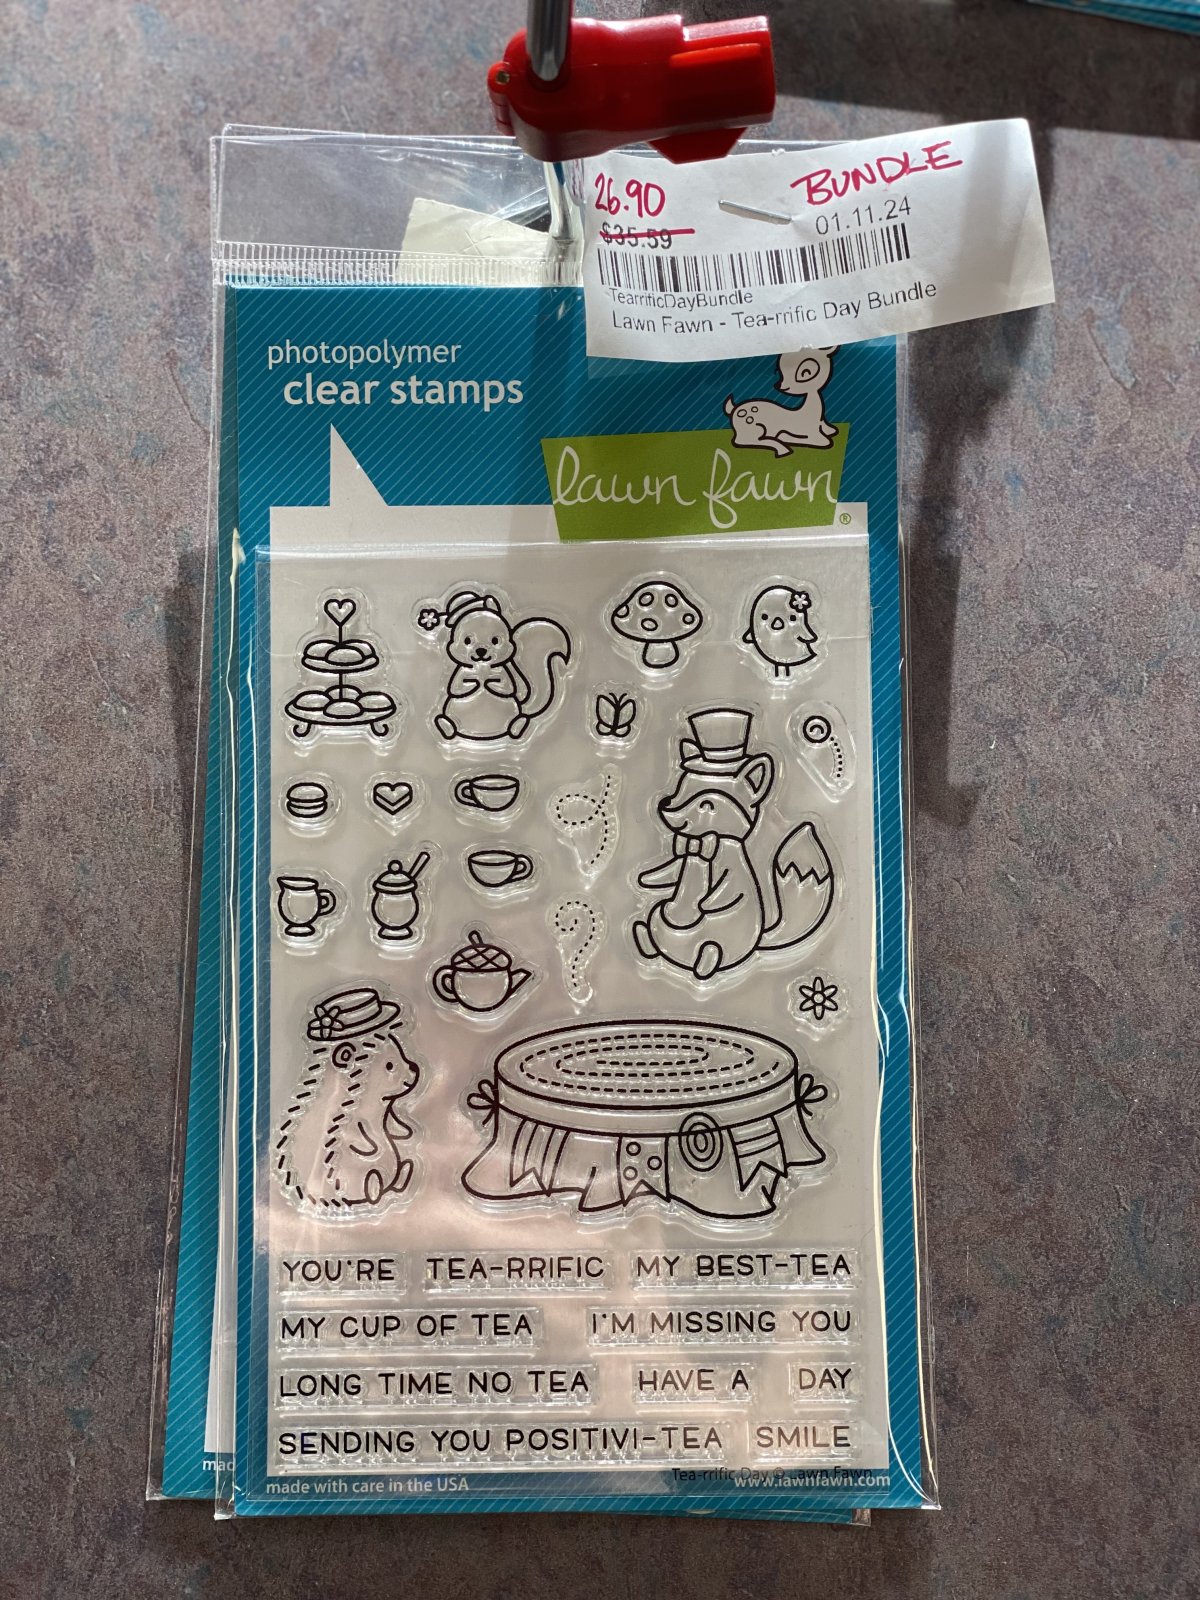 26.90
BUNDLE
$35.59
01.11.24
TearrificDayBundle
Lawn Fawn - Tea-rrific Day Bundle
photopolymer
clear stamps
lawn fawn®
YOU'RE TEA-RRIFIC MY BEST-TEA
MY CUP OF TEA I'M MISSING YOU
LONG TIME NO TEA HAVE A DAY
SENDING YOU POSITIVI-TEA SMILE
Tea-rrific Day © Lawn Fawn
mad
made with care in the USA
www.lawnfawn.com